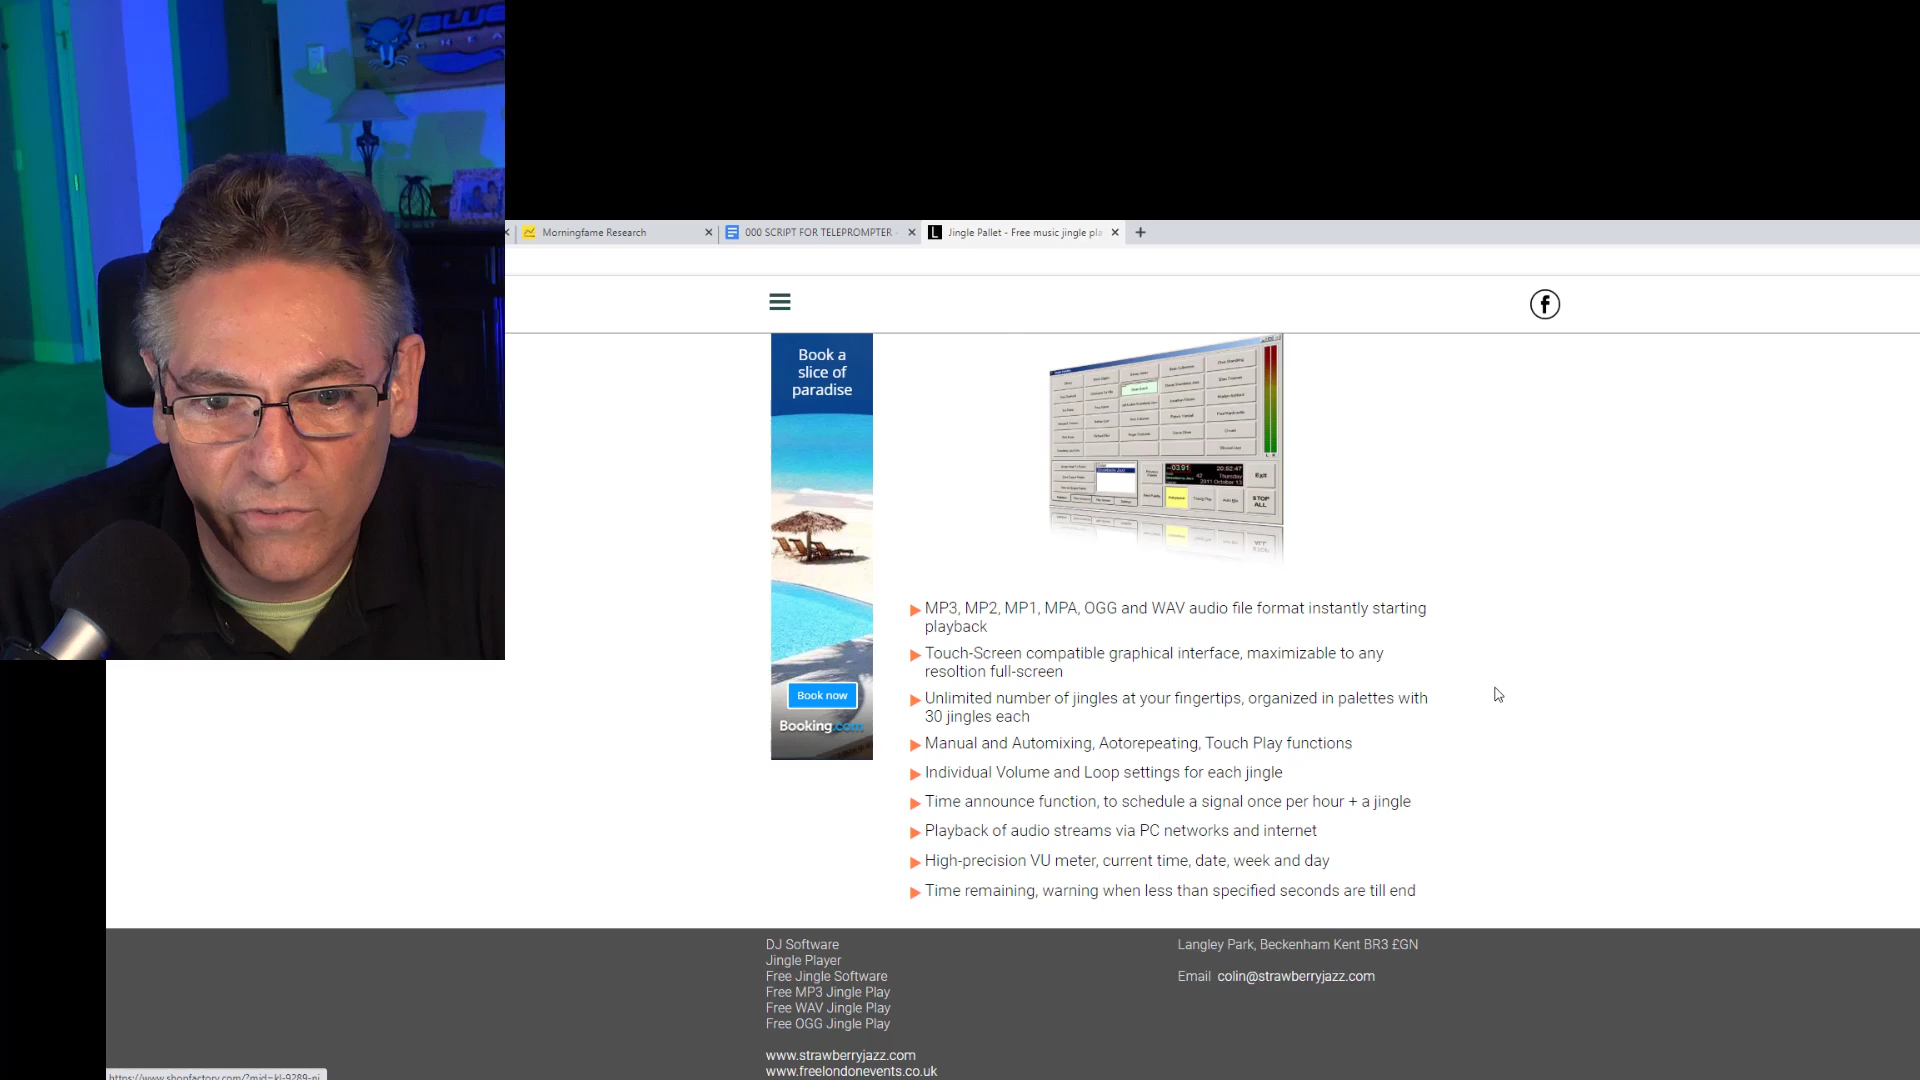 BLUE
Morningfame Research
000 SCRIPT FOR TELEPROMPTER -
Jingle Pallet - Free music jingle pla
Book a
slice of
paradise
Book now
Booking.com
Exit
STOP
ALL
MP3, MP2, MP1, MPA, OGG and WAV audio file format instantly starting
playback
Touch-Screen compatible graphical interface, maximizable to any
resoltion full-screen
Unlimited number of jingles at your fingertips, organized in palettes with
30 jingles each
Manual and Automixing, Aotorepeating, Touch Play functions
Individual Volume and Loop settings for each jingle
Time announce function, to schedule a signal once per hour + a jingle
Playback of audio streams via PC networks and internet
High-precision VU meter, current time, date, week and day
Time remaining, warning when less than specified seconds are till end
DJ Software
Jingle Player
Free Jingle Software
Free MP3 Jingle Play
Free WAV Jingle Play
Free OGG Jingle Play
www.strawberryjazz.com
www.freelondonevents.co.uk
Langley Park, Beckenham Kent BR3 £GN
Email colin@strawberryjazz.com